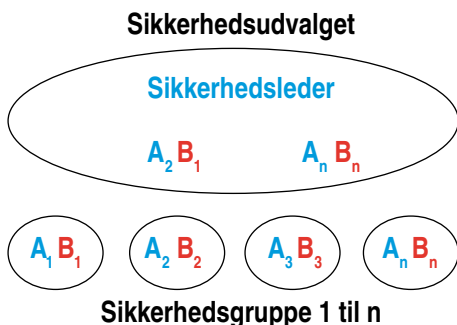 Sikkerhedsudvalget
Sikkerhedsleder
A₂ B₁ Aₙ Bₙ
A₁ B₁ A₂ B₂ A₃ B₃ Aₙ Bₙ
Sikkerhedsgruppe 1 til n